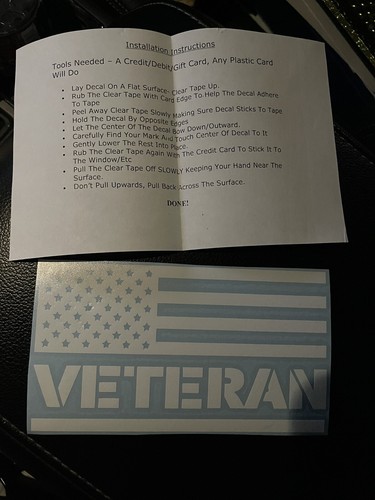 Installation Instructions
Tools Needed – A Credit/Debit/Gift Card, Any Plastic Card
Will Do
• Lay Decal On A Flat Surface- Clear Tape Up.
• Rub The Clear Tape With Card Edge To Help The Decal Adhere
To Tape
• Peel Away Clear Tape Slowly Making Sure Decal Sticks To Tape
• Hold The Decal By Opposite Edges
• Let The Center Of The Decal Bow Down/Outward.
• Carefully Find Your Mark And Touch Center Of Decal To It
• Gently Lower The Rest Into Place.
• Rub The Clear Tape Again With The Credit Card To Stick It To
The Window/Etc
• Pull The Clear Tape Off SLOWLY Keeping Your Hand Near The
Surface.
• Don't Pull Upwards, Pull Back Across The Surface.
DONE!
VETERAN